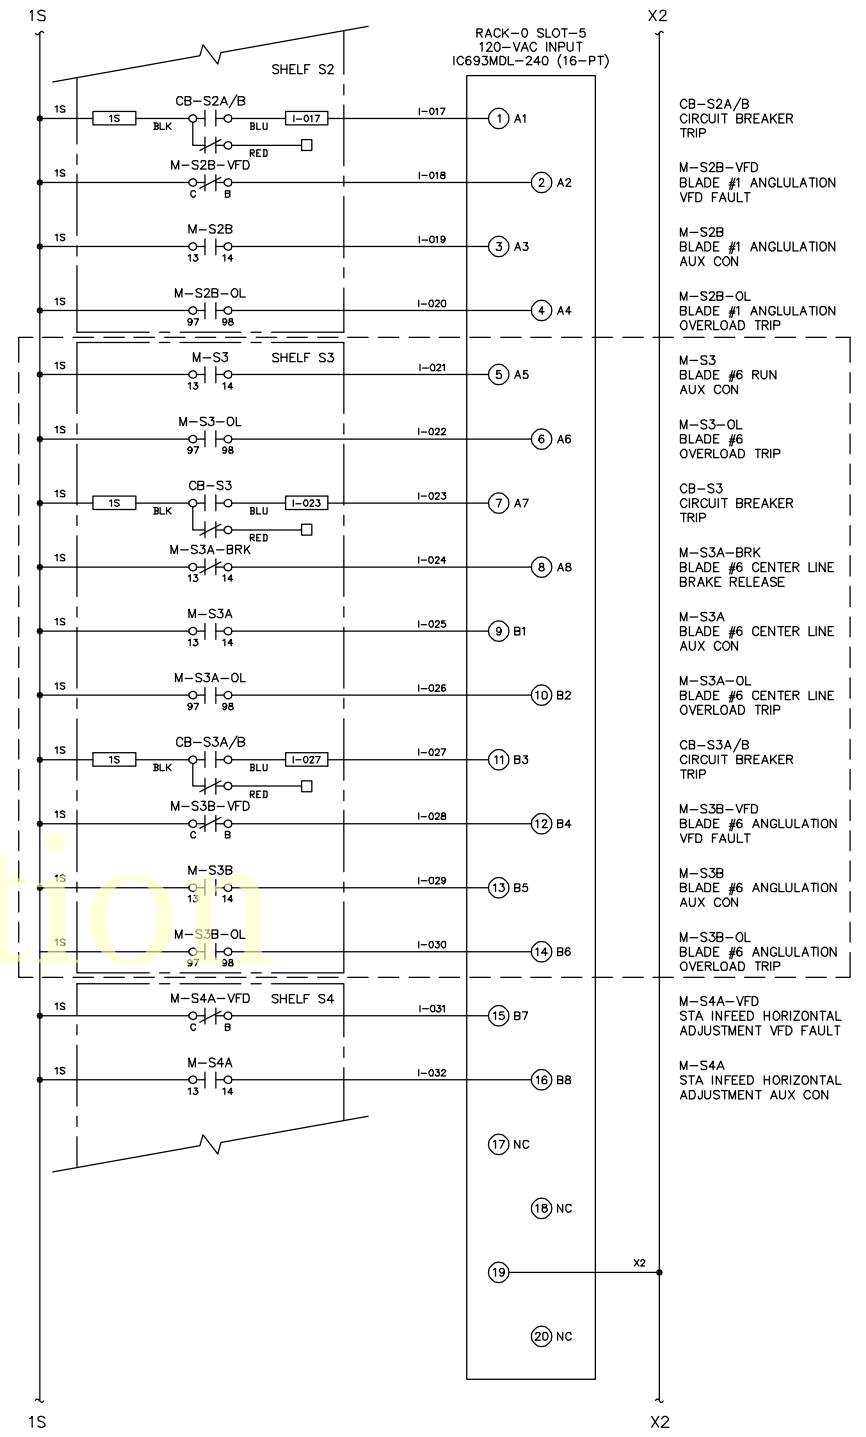 1S
X2
RACK-0 SLOT-5
120-VAC INPUT
IC693MDL-240 (16-PT)
SHELF S2
1S 1S BLK CB-S2A/B BLU I-017 I-017 1 A1
RED
CB-S2A/B
CIRCUIT BREAKER
TRIP
M-S2B-VFD
1S C B I-018 2 A2
M-S2B-VFD
BLADE #1 ANGLULATION
VFD FAULT
M-S2B
1S 13 14 I-019 3 A3
M-S2B
BLADE #1 ANGLULATION
AUX CON
M-S2B-OL
1S 97 98 I-020 4 A4
M-S2B-OL
BLADE #1 ANGLULATION
OVERLOAD TRIP
SHELF S3
M-S3
1S 13 14 I-021 5 A5
M-S3
BLADE #6 RUN
AUX CON
M-S3-OL
1S 97 98 I-022 6 A6
M-S3-OL
BLADE #6
OVERLOAD TRIP
CB-S3
1S 1S BLK BLU I-023 I-023 7 A7
RED
CB-S3
CIRCUIT BREAKER
TRIP
M-S3A-BRK
1S 13 14 I-024 8 A8
M-S3A-BRK
BLADE #6 CENTER LINE
BRAKE RELEASE
M-S3A
1S 13 14 I-025 9 B1
M-S3A
BLADE #6 CENTER LINE
AUX CON
M-S3A-OL
1S 97 98 I-026 10 B2
M-S3A-OL
BLADE #6 CENTER LINE
OVERLOAD TRIP
CB-S3A/B
1S 1S BLK BLU I-027 I-027 11 B3
RED
CB-S3A/B
CIRCUIT BREAKER
TRIP
M-S3B-VFD
1S C B I-028 12 B4
M-S3B-VFD
BLADE #6 ANGLULATION
VFD FAULT
M-S3B
1S 13 14 I-029 13 B5
M-S3B
BLADE #6 ANGLULATION
AUX CON
M-S3B-OL
1S 97 98 I-030 14 B6
M-S3B-OL
BLADE #6 ANGLULATION
OVERLOAD TRIP
SHELF S4
M-S4A-VFD
1S C B I-031 15 B7
M-S4A-VFD
STA INFEED HORIZONTAL
ADJUSTMENT VFD FAULT
M-S4A
1S 13 14 I-032 16 B8
M-S4A
STA INFEED HORIZONTAL
ADJUSTMENT AUX CON
17 NC
18 NC
19 X2
20 NC
1S
X2